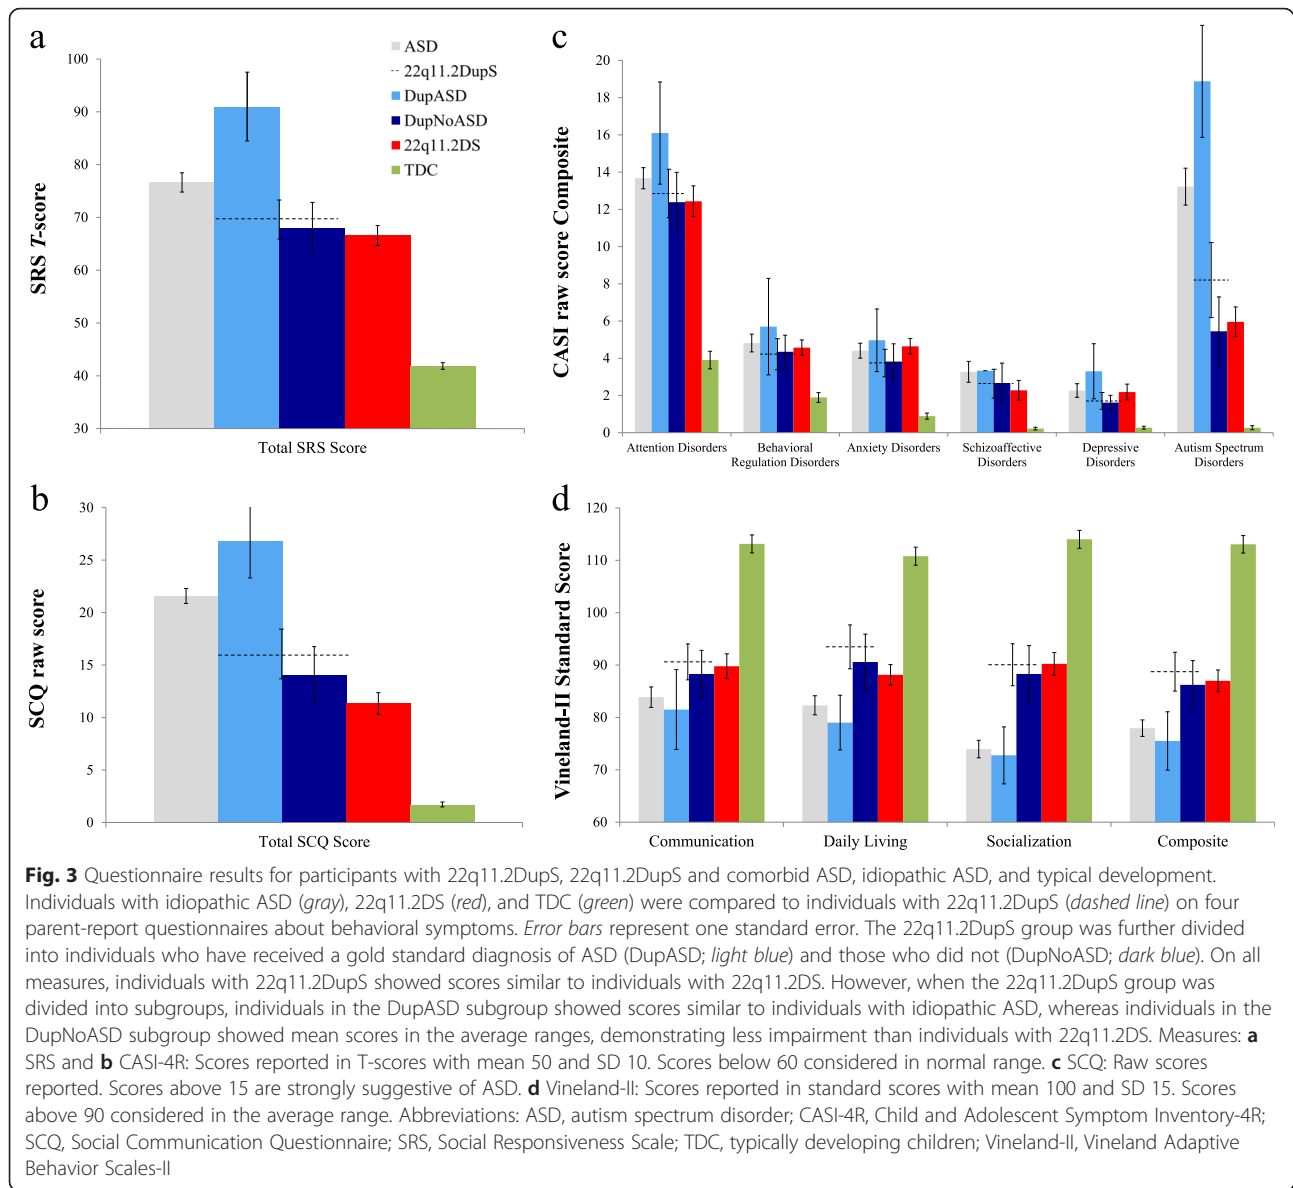 a
100
90
80
70
60
50
40
30
SRS T-score
Total SRS Score
ASD
22q11.2DupS
DupASD
DupNoASD
22q11.2DS
TDC
b
30
25
20
15
10
5
0
SCQ raw score
Total SCQ Score
c
20
18
16
14
12
10
8
6
4
2
0
CASI raw score Composite
Attention Disorders
Behavioral
Regulation Disorders
Anxiety Disorders
Schizoaffective
Disorders
Depressive
Disorders
Autism Spectrum
Disorders
d
120
110
100
90
80
70
60
Vineland-II Standard Score
Communication
Daily Living
Socialization
Composite
Fig. 3 Questionnaire results for participants with 22q11.2DupS, 22q11.2DupS and comorbid ASD, idiopathic ASD, and typical development.
Individuals with idiopathic ASD (gray), 22q11.2DS (red), and TDC (green) were compared to individuals with 22q11.2DupS (dashed line) on four
parent-report questionnaires about behavioral symptoms. Error bars represent one standard error. The 22q11.2DupS group was further divided
into individuals who have received a gold standard diagnosis of ASD (DupASD; light blue) and those who did not (DupNoASD; dark blue). On all
measures, individuals with 22q11.2DupS showed scores similar to individuals with 22q11.2DS. However, when the 22q11.2DupS group was
divided into subgroups, individuals in the DupASD subgroup showed scores similar to individuals with idiopathic ASD, whereas individuals in the
DupNoASD subgroup showed mean scores in the average ranges, demonstrating less impairment than individuals with 22q11.2DS. Measures: a
SRS and b CASI-4R: Scores reported in T-scores with mean 50 and SD 10. Scores below 60 considered in normal range. c SCQ: Raw scores
reported. Scores above 15 are strongly suggestive of ASD. d Vineland-II: Scores reported in standard scores with mean 100 and SD 15. Scores
above 90 considered in the average range. Abbreviations: ASD, autism spectrum disorder; CASI-4R, Child and Adolescent Symptom Inventory-4R;
SCQ, Social Communication Questionnaire; SRS, Social Responsiveness Scale; TDC, typically developing children; Vineland-II, Vineland Adaptive
Behavior Scales-II